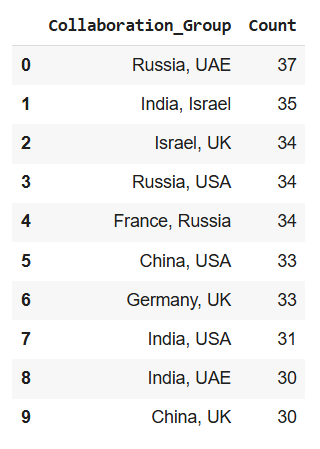 Collaboration_Group Count
0 Russia, UAE 37
1 India, Israel 35
2 Israel, UK 34
3 Russia, USA 34
4 France, Russia 34
5 China, USA 33
6 Germany, UK 33
7 India, USA 31
8 India, UAE 30
9 China, UK 30